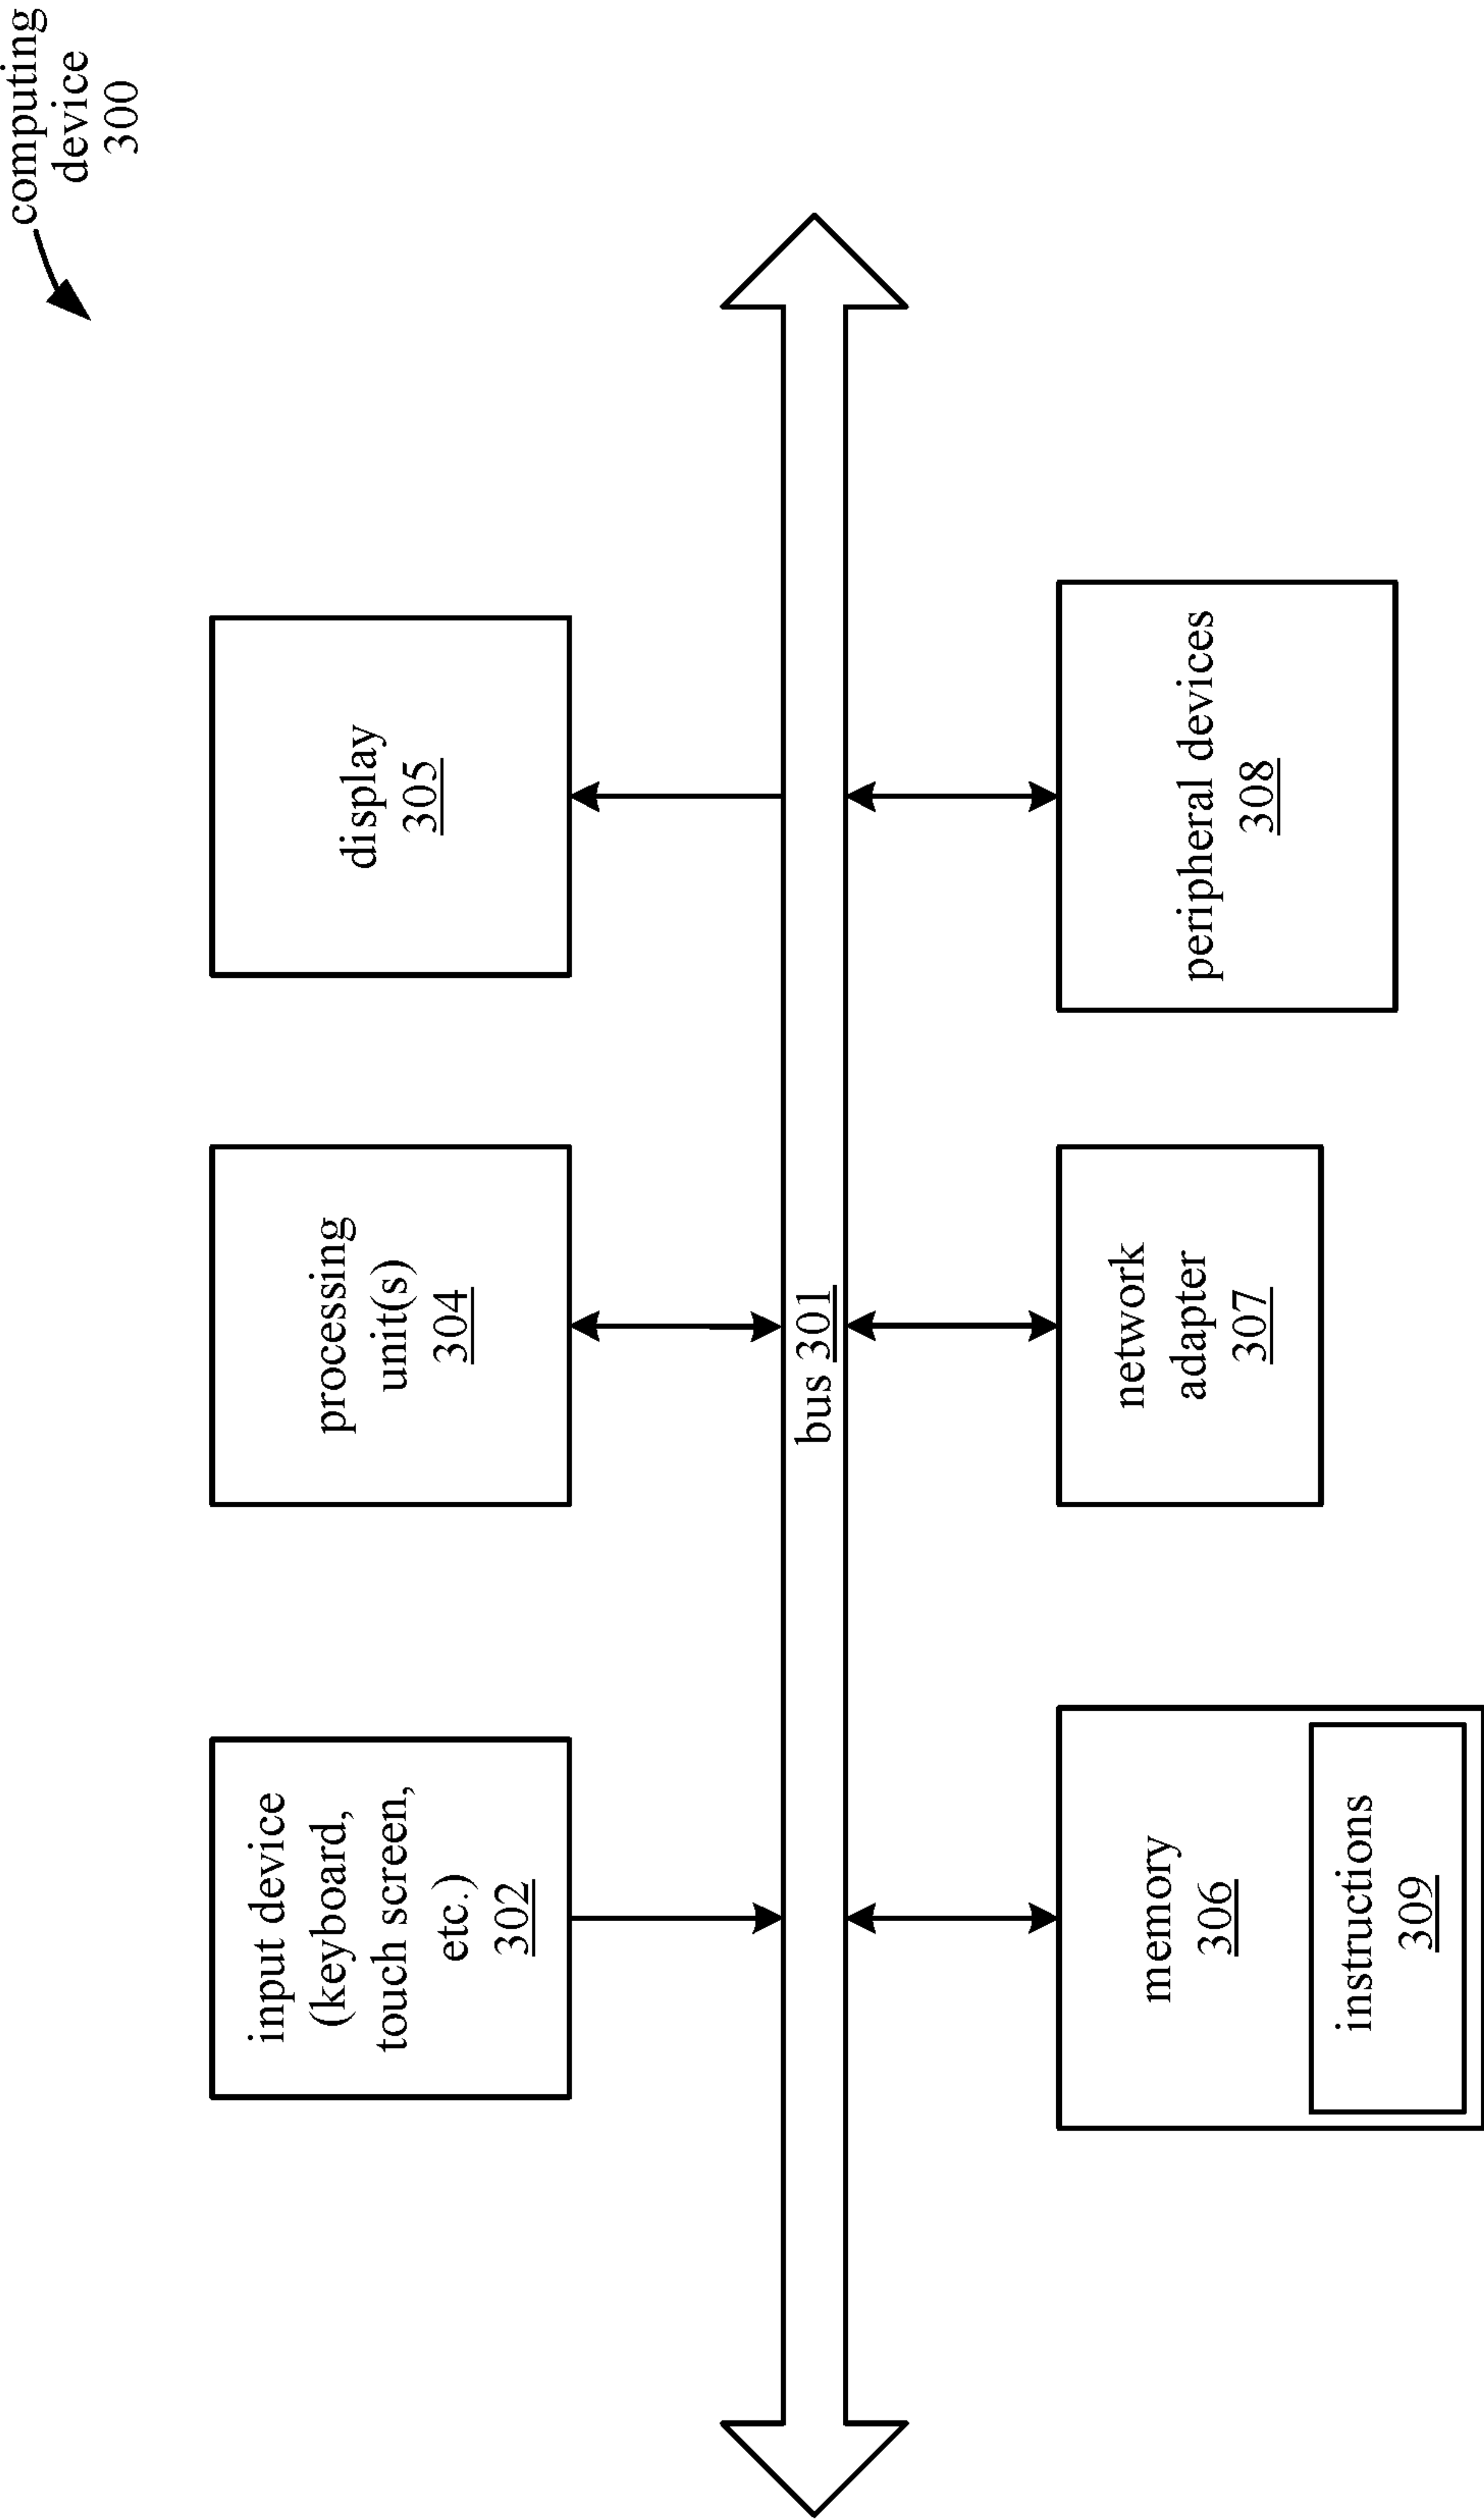 computing
device
300
input device
(keyboard,
touch screen,
etc.)
302
processing
unit(s)
304
display
305
bus 301
memory
306
instructions
309
network
adapter
307
peripheral devices
308